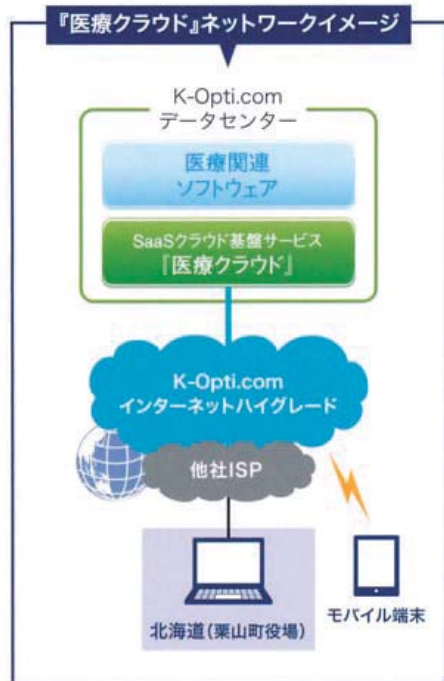 『医療クラウド』ネットワークイメージ
K-Opti.com
データセンター
医療関連
ソフトウェア
SaaSクラウド基盤サービス
『医療クラウド』
K-Opti.com
インターネットハイグレード
他社ISP
北海道(栗山町役場)
モバイル端末